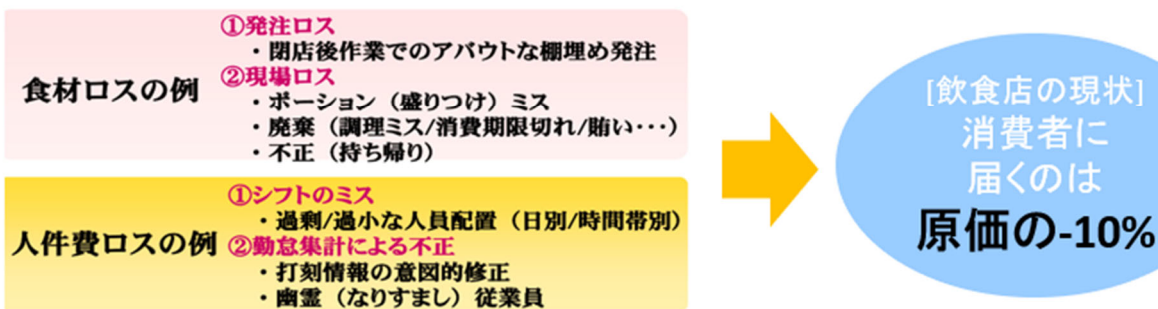 食材ロスの例
①発注ロス
・閉店後作業でのアバウトな棚埋め発注
②現場ロス
・ポーション（盛りつけ）ミス
・廃棄（調理ミス/消費期限切れ/賄い・・・）
・不正（持ち帰り）
人件費ロスの例
①シフトのミス
・過剰/過小な人員配置（日別/時間帯別）
②勤怠集計による不正
・打刻情報の意図的修正
・幽霊（なりすまし）従業員
[飲食店の現状]
消費者に
届くのは
原価の-10%